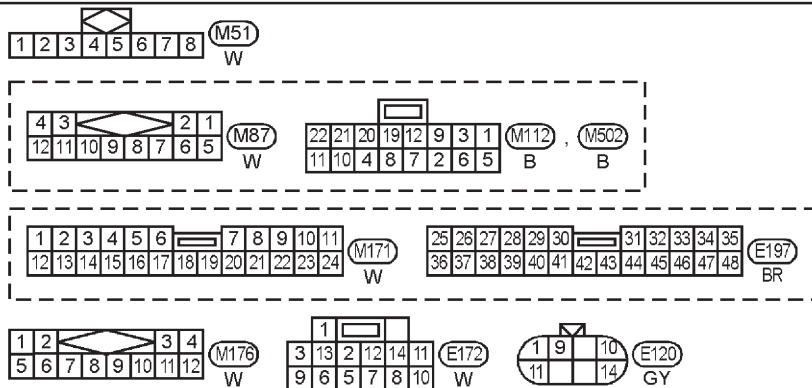 1 2 3 4 5 6 7 8 M51
W
4 3 2 1
12 11 10 9 8 7 6 5 M87
W
22 21 20 19 12 9 3 1
11 10 4 8 7 2 6 5 M112 , M502
B B
1 2 3 4 5 6 7 8 9 10 11
12 13 14 15 16 17 18 19 20 21 22 23 24 M171
W
25 26 27 28 29 30 31 32 33 34 35
36 37 38 39 40 41 42 43 44 45 46 47 48 E197
BR
1 2 3 4
5 6 7 8 9 10 11 12 M176
W
1
3 13 2 12 14 11
9 6 5 7 8 10 E172
W
1 9 10
11 14 E120
GY